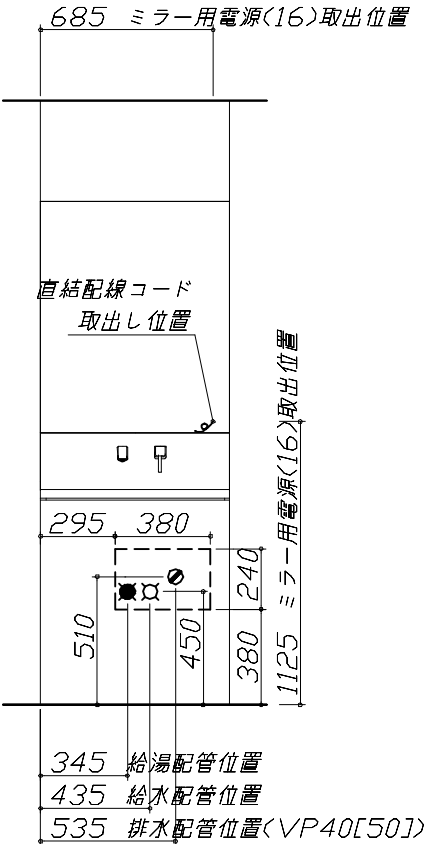 685 ミラー用電源(16)取出位置
直結配線コード
取出し位置
1125 ミラー用電源(16)取出位置
295 380
240
510
450
380
345 給湯配管位置
435 給水配管位置
535 排水配管位置(VP40[50])